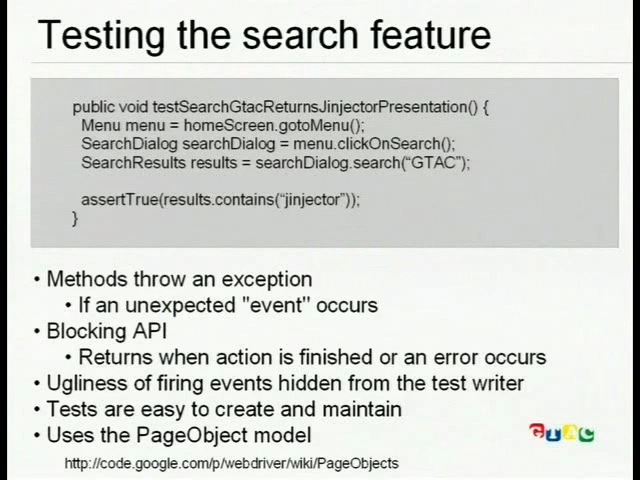 Testing the search feature
public void testSearchGtacReturnsJinjectorPresentation() {
Menu menu = homeScreen.gotoMenu();
SearchDialog searchDialog = menu.clickOnSearch();
SearchResults results = searchDialog.search(“GTAC”);
assertTrue(results.contains(“jinjector”));
}
• Methods throw an exception
• If an unexpected "event" occurs
• Blocking API
• Returns when action is finished or an error occurs
• Ugliness of firing events hidden from the test writer
• Tests are easy to create and maintain
• Uses the PageObject model
GTAC
http://code.google.com/p/webdriver/wiki/PageObjects